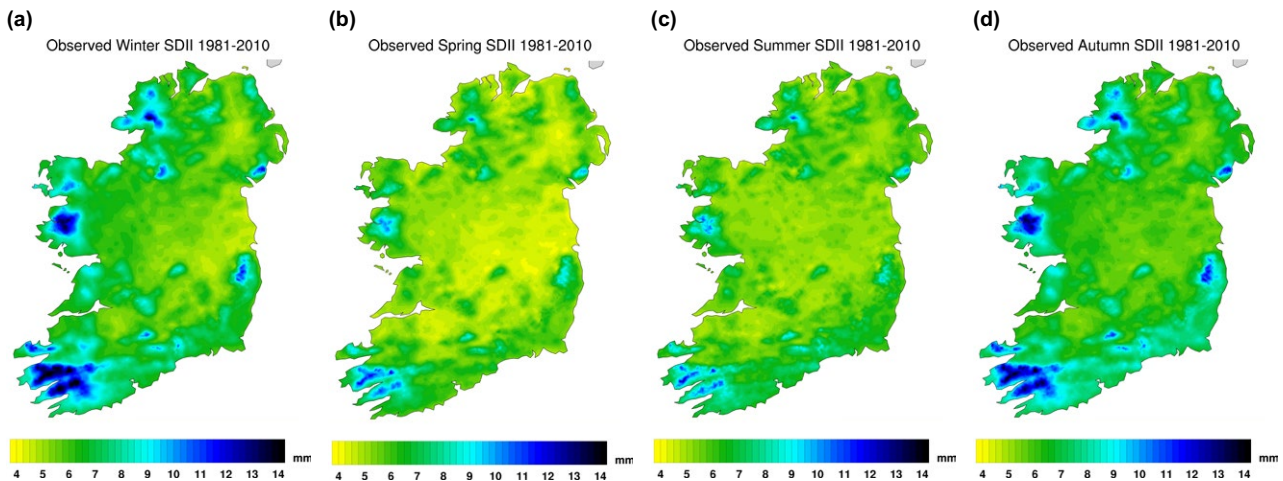 (a)
Observed Winter SDII 1981-2010
4 5 6 7 8 9 10 11 12 13 14 mm
(b)
Observed Spring SDII 1981-2010
4 5 6 7 8 9 10 11 12 13 14 mm
(c)
Observed Summer SDII 1981-2010
4 5 6 7 8 9 10 11 12 13 14 mm
(d)
Observed Autumn SDII 1981-2010
4 5 6 7 8 9 10 11 12 13 14 mm